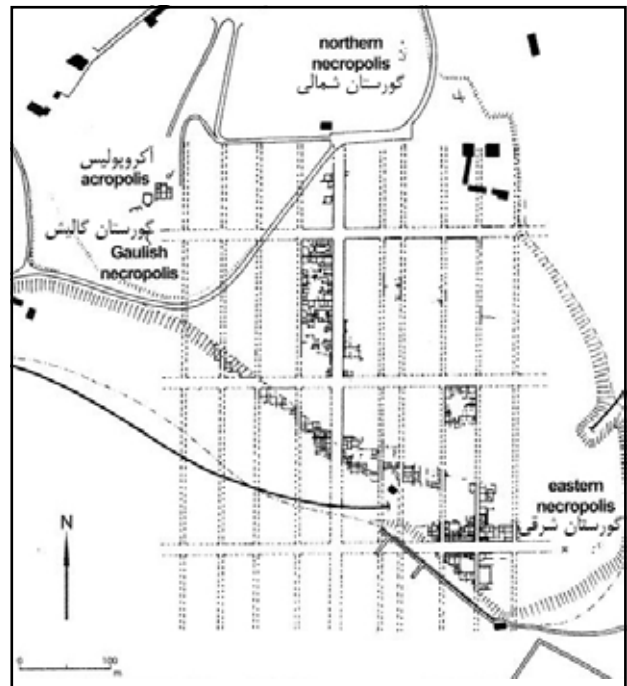 northern
necropolis
گورستان شمالی
آکروپولیس
acropolis
گورستان گالیش
Gaulish
necropolis
eastern
necropolis
گورستان شرقی
N
0
100
m